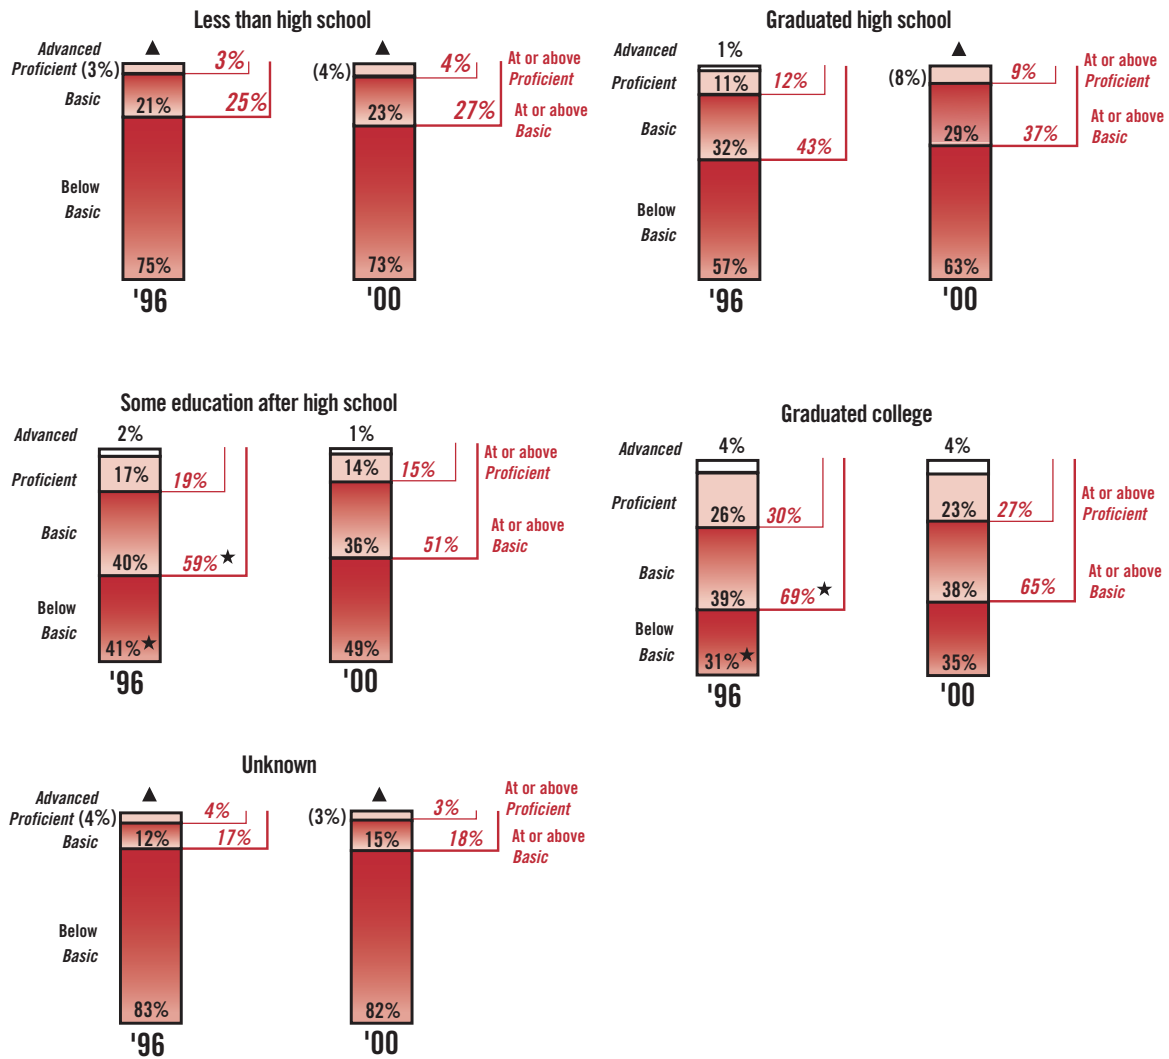 Less than high school
▲ ▲
Advanced
Proficient (3%) 3% (4%) 4% At or above
Proficient
Basic 21% 25% 23% 27% At or above
Basic
Below
Basic
75% 73%
'96 '00
Graduated high school
Advanced 1% ▲
At or above
Proficient
Proficient 11% 12% (8%) 9%
Basic 32% 43% 29% 37% At or above
Basic
Below
Basic
57% 63%
'96 '00
Some education after high school
Advanced 2% 1%
Proficient 17% 19% 14% 15% At or above
Proficient
Basic 40% 59%★ 36% 51% At or above
Basic
Below
Basic
41%★ 49%
'96 '00
Graduated college
Advanced 4% 4%
Proficient 26% 30% 23% 27% At or above
Proficient
Basic 39% 69%★ 38% 65% At or above
Basic
Below
Basic
31%★ 35%
'96 '00
Unknown
▲ ▲
Advanced
Proficient (4%) 4% (3%) 3% At or above
Proficient
Basic 12% 17% 15% 18% At or above
Basic
Below
Basic
83% 82%
'96 '00